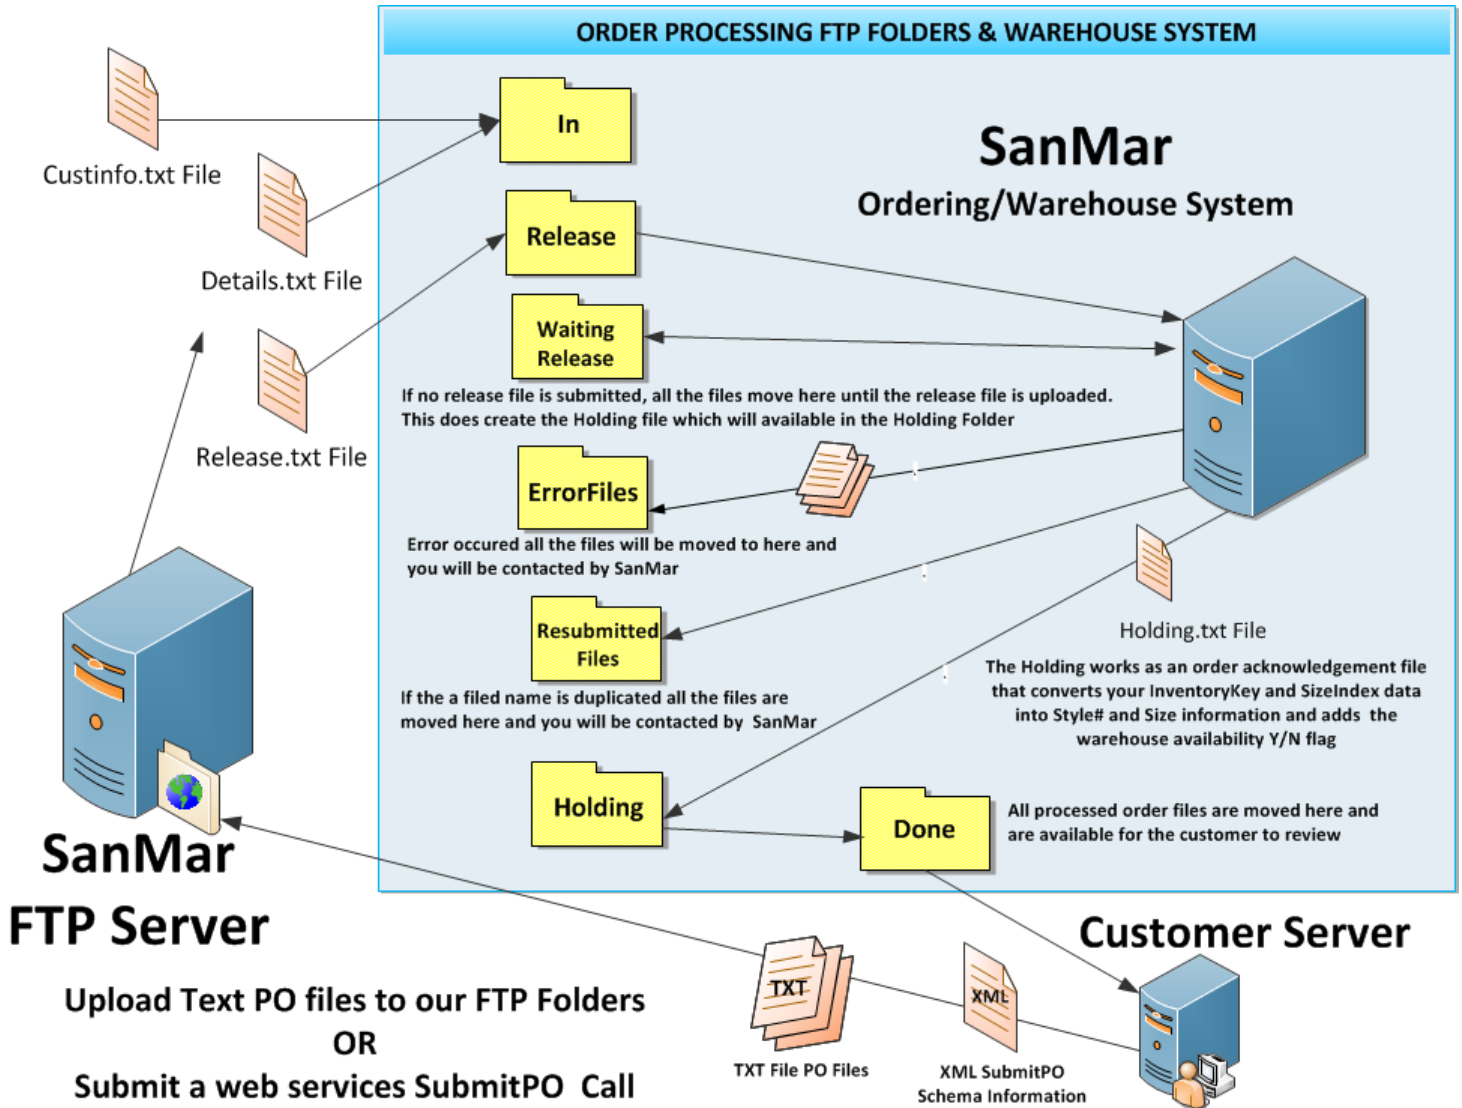 ORDER PROCESSING FTP FOLDERS & WAREHOUSE SYSTEM
Custinfo.txt File
Details.txt File
Release.txt File
In
Release
Waiting
Release
If no release file is submitted, all the files move here until the release file is uploaded.
This does create the Holding file which will available in the Holding Folder
ErrorFiles
Error occured all the files will be moved to here and
you will be contacted by SanMar
Resubmitted
Files
If the a filed name is duplicated all the files are
moved here and you will be contacted by SanMar
Holding
Done
All processed order files are moved here and
are available for the customer to review
SanMar
Ordering/Warehouse System
Holding.txt File
The Holding works as an order acknowledgement file
that converts your InventoryKey and SizeIndex data
into Style# and Size information and adds the
warehouse availability Y/N flag
SanMar
FTP Server
Upload Text PO files to our FTP Folders
OR
Submit a web services SubmitPO Call
TXT
TXT File PO Files
XML
XML SubmitPO
Schema Information
Customer Server